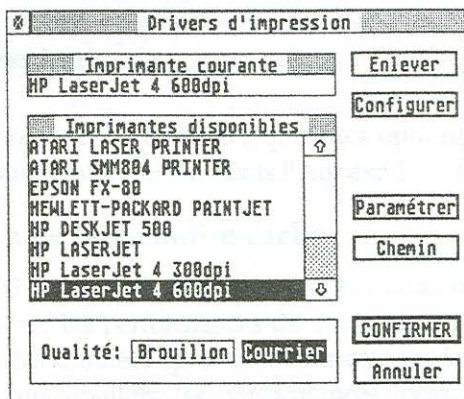 Drivers d'impression
Imprimante courante
HP LaserJet 4 600dpi
Enlever
Configurer
Imprimantes disponibles
ATARI LASER PRINTER
ATARI SMM804 PRINTER
EPSON FX-80
HEWLETT-PACKARD PAINTJET
HP DESKJET 500
HP LASERJET
HP LaserJet 4 300dpi
HP LaserJet 4 600dpi
Paramétrer
Chemin
Qualité: Brouillon Courrier
CONFIRMER
Annuler